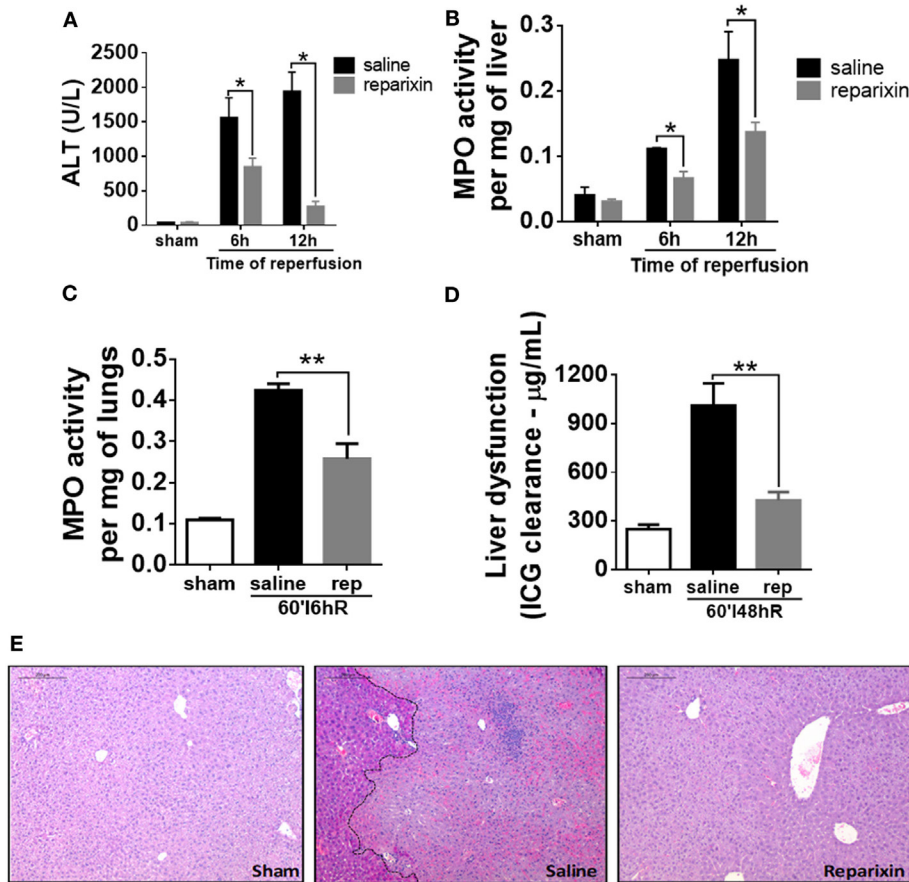 A
ALT (U/L)
2500
2000
1500
1000
500
0
*
*
saline
reparixin
sham
6h
12h
Time of reperfusion
B
MPO activity
per mg of liver
0.3
0.2
0.1
0.0
*
*
saline
reparixin
sham
6h
12h
Time of reperfusion
C
MPO activity
per mg of lungs
0.5
0.4
0.3
0.2
0.1
0.0
**
sham
saline
rep
60'I6hR
D
Liver dysfunction
(ICG clearance - µg/mL)
1200
900
600
300
0
**
sham
saline
rep
60'I48hR
E
Sham
Saline
Reparixin